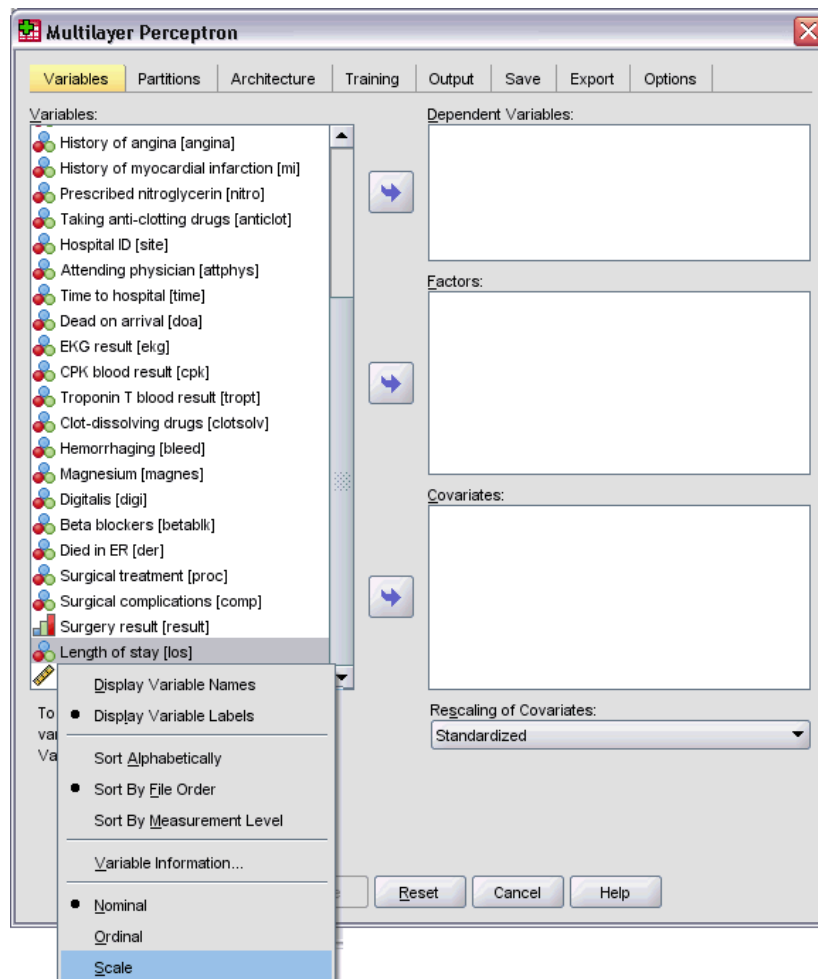 Multilayer Perceptron
Variables Partitions Architecture Training Output Save Export Options
Variables:
History of angina [angina]
History of myocardial infarction [mi]
Prescribed nitroglycerin [nitro]
Taking anti-clotting drugs [anticlot]
Hospital ID [site]
Attending physician [attphys]
Time to hospital [time]
Dead on arrival [doa]
EKG result [ekg]
CPK blood result [cpk]
Troponin T blood result [tropt]
Clot-dissolving drugs [clotsolv]
Hemorrhaging [bleed]
Magnesium [magnes]
Digitalis [digi]
Beta blockers [betablk]
Died in ER [der]
Surgical treatment [proc]
Surgical complications [comp]
Surgery result [result]
Length of stay [los]
To
Display Variable Names
Display Variable Labels
Sort Alphabetically
Sort By File Order
Sort By Measurement Level
Variable Information...
Nominal
Ordinal
Scale
Dependent Variables:
Factors:
Covariates:
Rescaling of Covariates:
Standardized
Reset Cancel Help